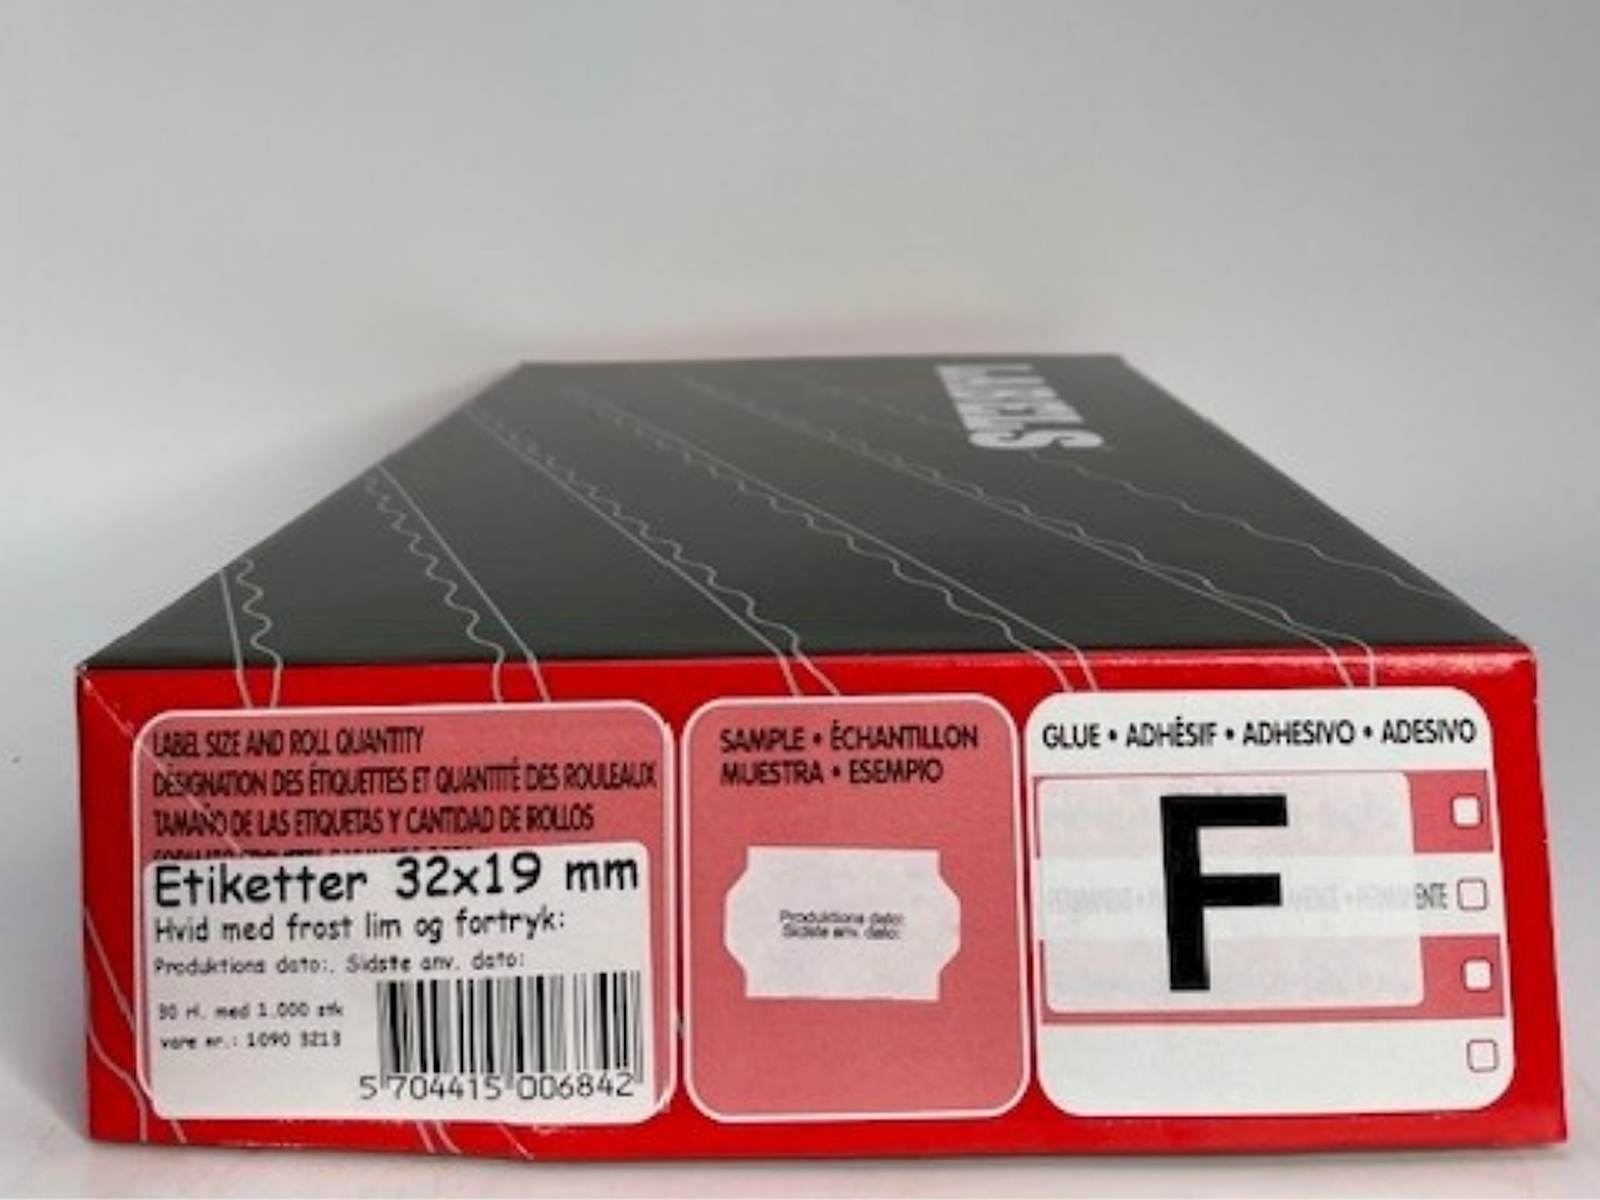 LABELS
LABEL SIZE AND ROLL QUANTITY
DÉSIGNATION DES ÉTIQUETTES ET QUANTITÉ DES ROULEAUX
TAMAÑO DE LAS ETIQUETAS Y CANTIDAD DE ROLLOS
Etiketter 32x19 mm
Hvid med frost lim og fortryk:
Produktions dato:, Sidste anv. dato:
30 rl. med 1.000 stk
vare nr.: 1090 3213
5 704415 006842
SAMPLE • ÉCHANTILLON
MUESTRA • ESEMPIO
Produktions dato:
Sidste anv. dato:
GLUE • ADHÉSIF • ADHESIVO • ADESIVO
F
ENTE